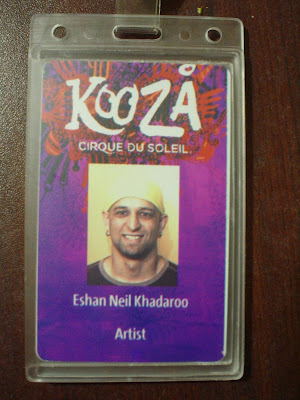 KOOZÅ
CIRQUE DU SOLEIL
Eshan Neil Khadaroo
Artist